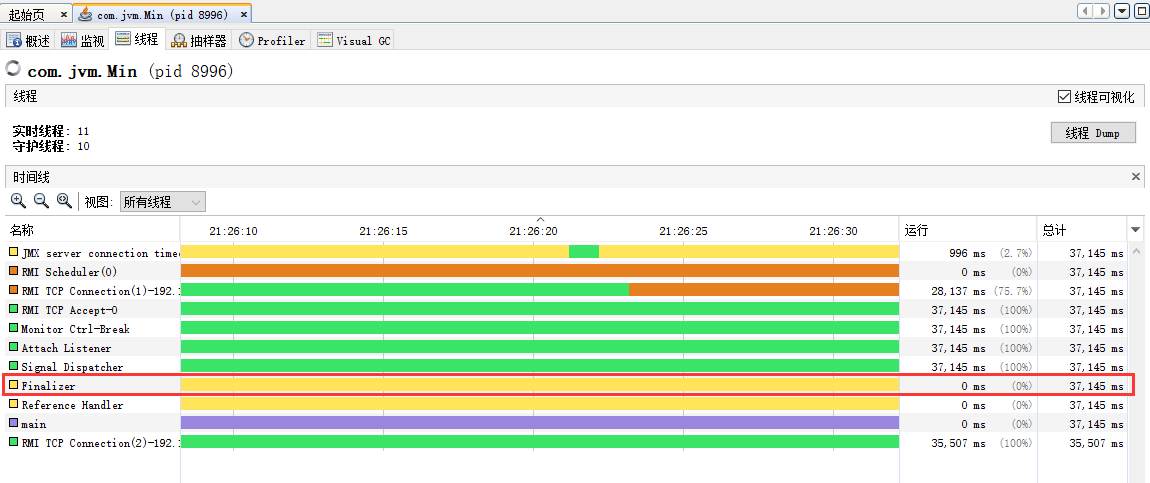 起始页 × com.jvm.Min (pid 8996) ×
概述 监视 线程 抽样器 Profiler Visual GC
com.jvm.Min (pid 8996)
线程 线程可视化
实时线程: 11
守护线程: 10
线程 Dump
时间线 ×
视图: 所有线程
名称 21:26:10 21:26:15 21:26:20 21:26:25 21:26:30 运行 总计
JMX server connection time 996 ms (2.7%) 37,145 ms
RMI Scheduler(0) 0 ms (0%) 37,145 ms
RMI TCP Connection(1)-192.1 28,137 ms (75.7%) 37,145 ms
RMI TCP Accept-0 37,145 ms (100%) 37,145 ms
Monitor Ctrl-Break 37,145 ms (100%) 37,145 ms
Attach Listener 37,145 ms (100%) 37,145 ms
Signal Dispatcher 37,145 ms (100%) 37,145 ms
Finalizer 0 ms (0%) 37,145 ms
Reference Handler 0 ms (0%) 37,145 ms
main 0 ms (0%) 37,145 ms
RMI TCP Connection(2)-192.1 35,507 ms (100%) 35,507 ms